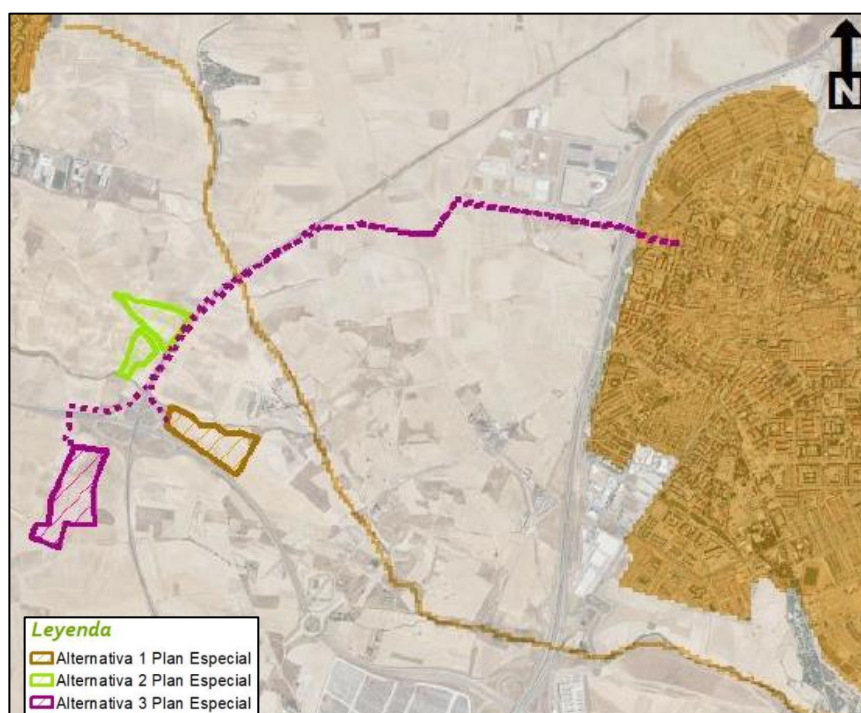 N
Leyenda
Alternativa 1 Plan Especial
Alternativa 2 Plan Especial
Alternativa 3 Plan Especial